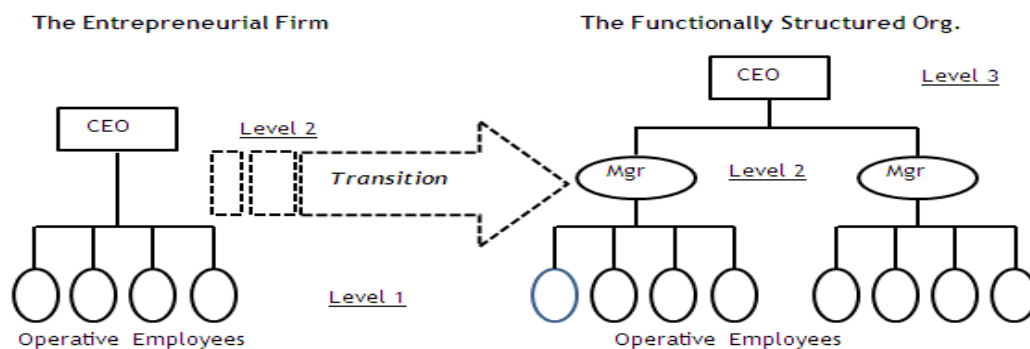 The Entrepreneurial Firm
The Functionally Structured Org.
CEO
Level 3
CEO
Level 2
Transition
Mgr
Level 2
Mgr
Level 1
Operative Employees
Operative Employees